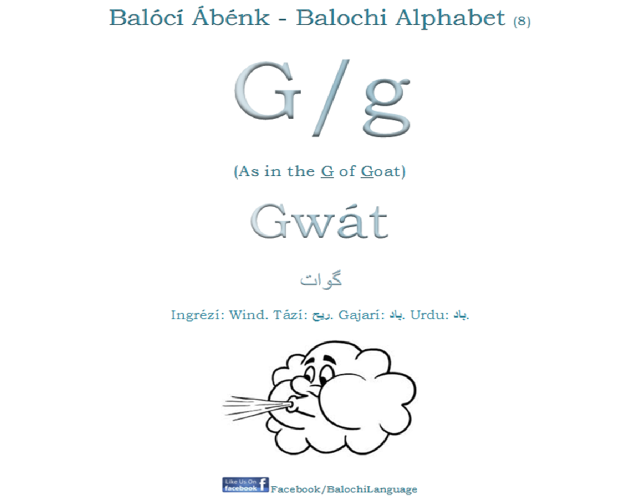 Balócí Ábénk - Balochi Alphabet (8)
G/g
(As in the G of Goat)
Gwát
گوات
Ingrézí: Wind. Tází: ريح. Gajarí: باد. Urdu: باد.
Like Us On
facebook f
Facebook/BalochiLanguage